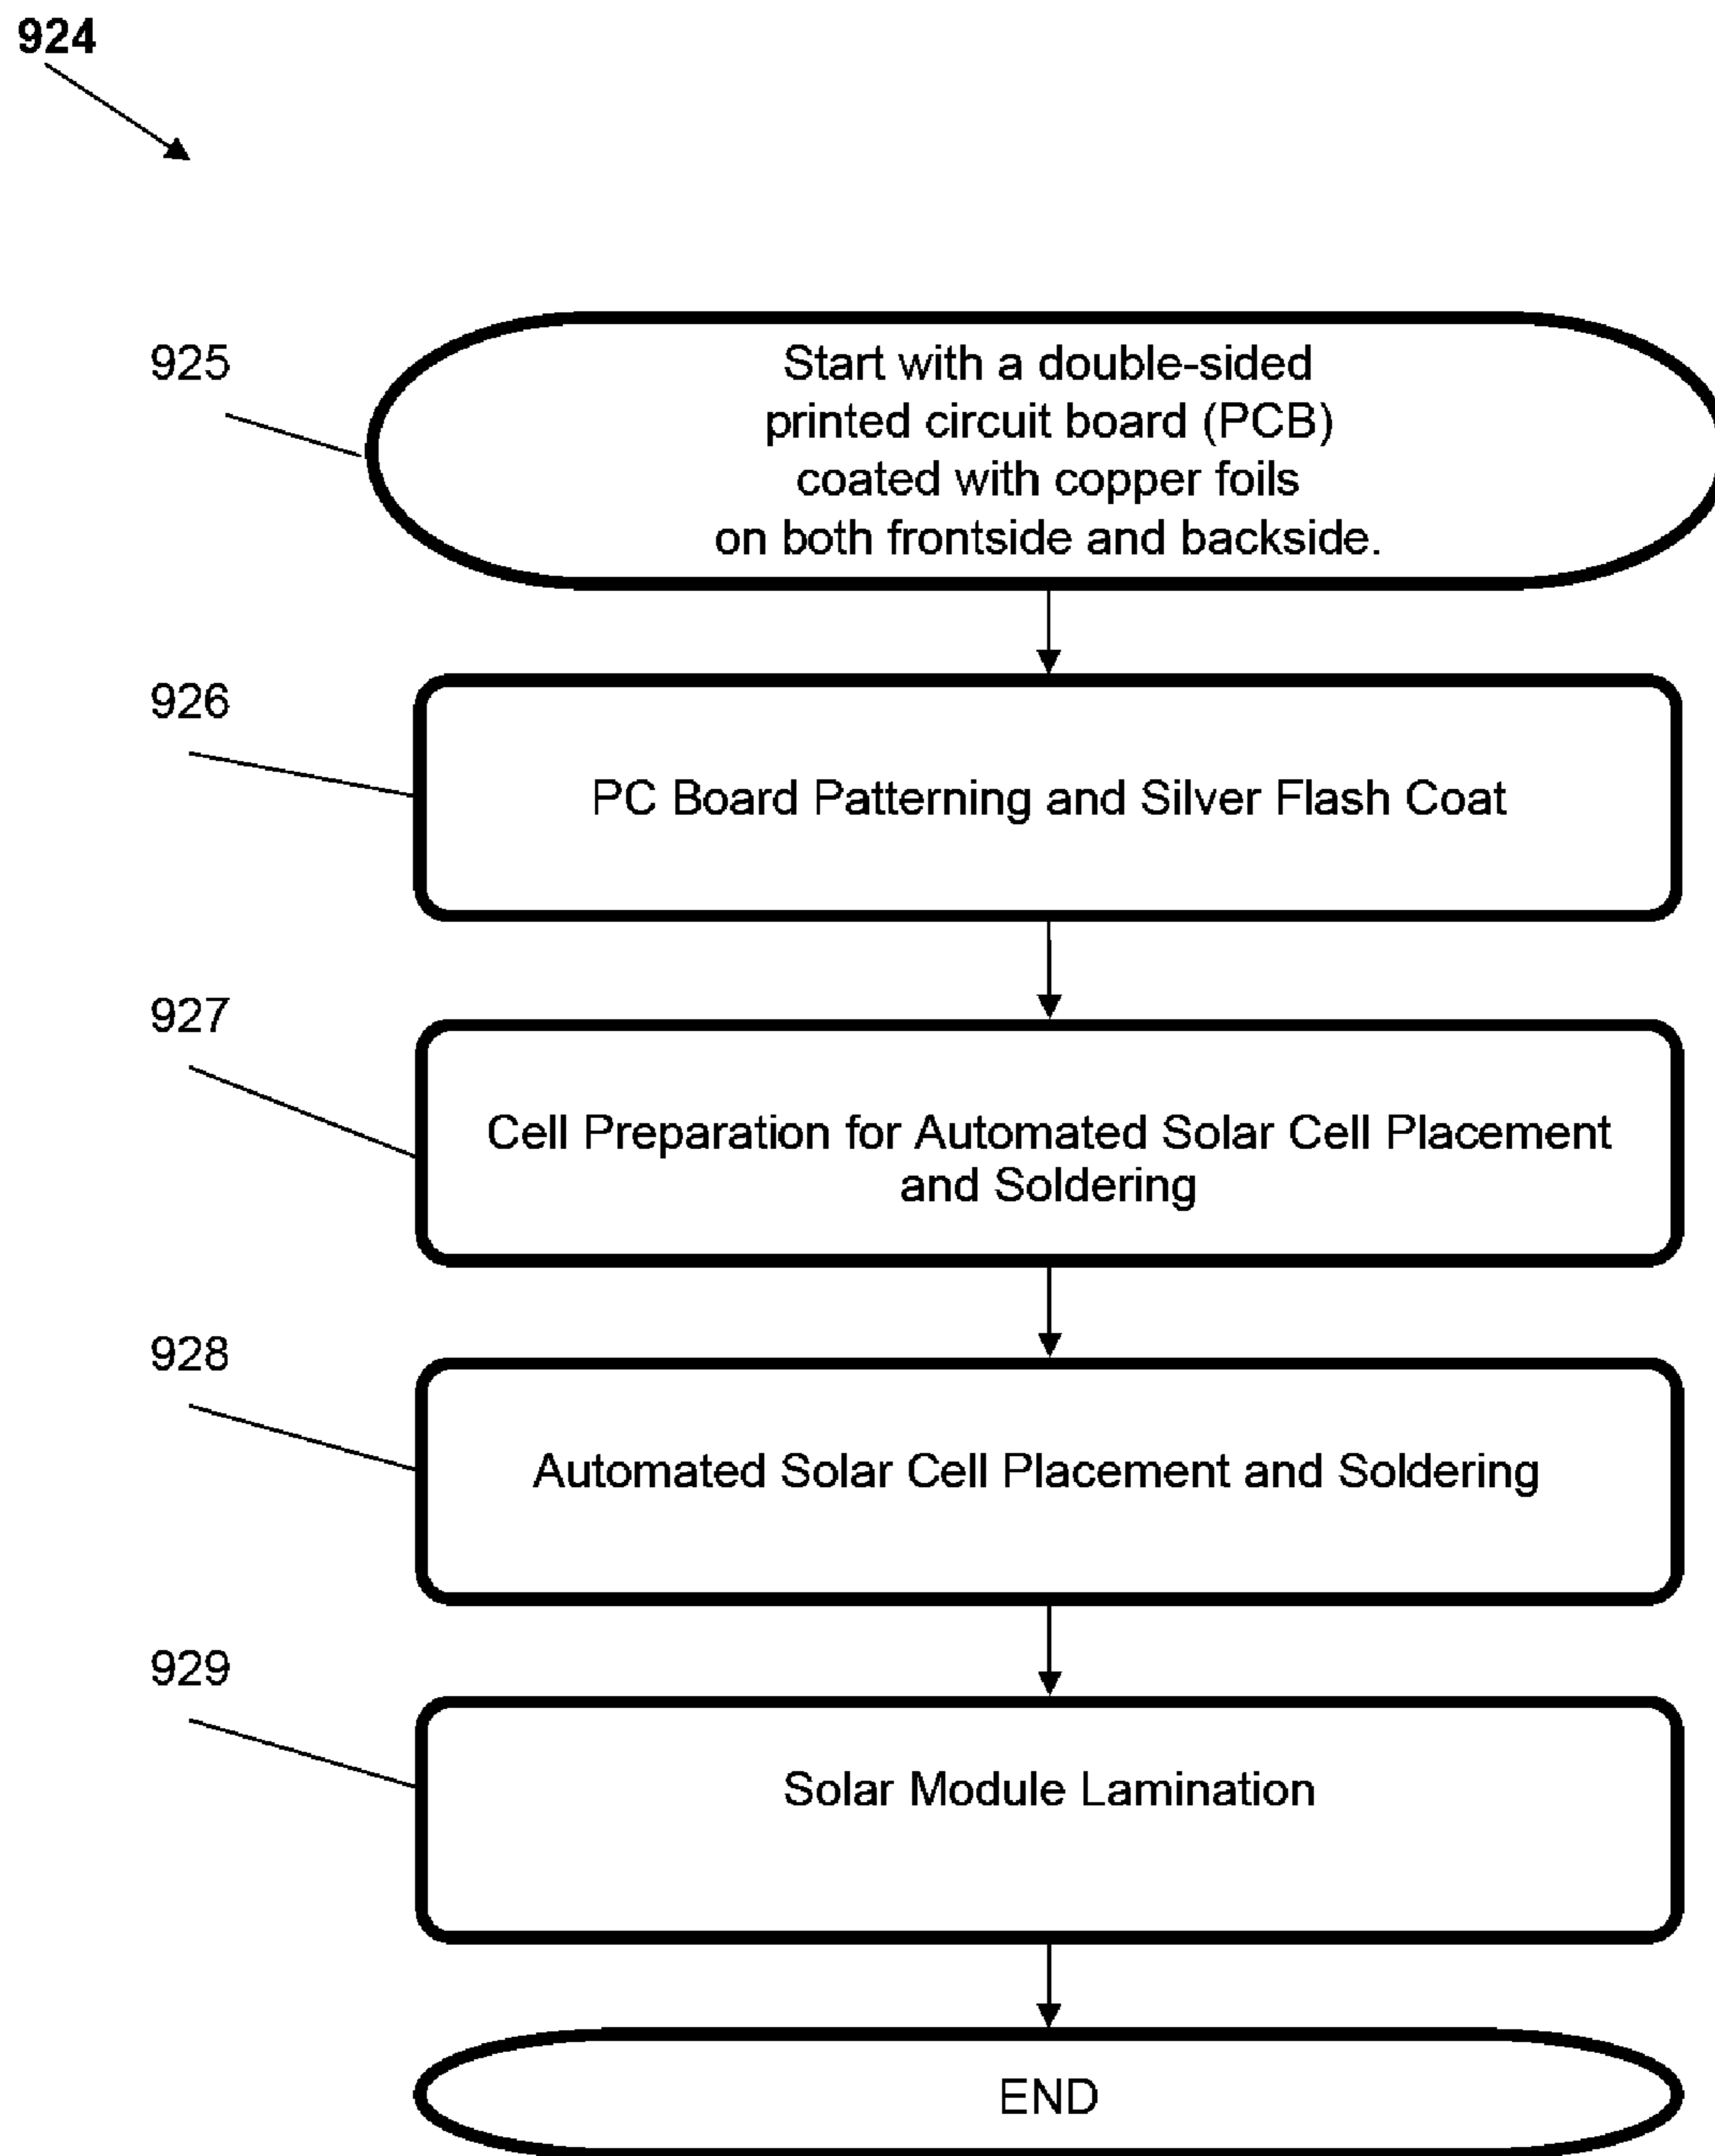 924
925
Start with a double-sided
printed circuit board (PCB)
coated with copper foils
on both frontside and backside.
926
PC Board Patterning and Silver Flash Coat
927
Cell Preparation for Automated Solar Cell Placement
and Soldering
928
Automated Solar Cell Placement and Soldering
929
Solar Module Lamination
END